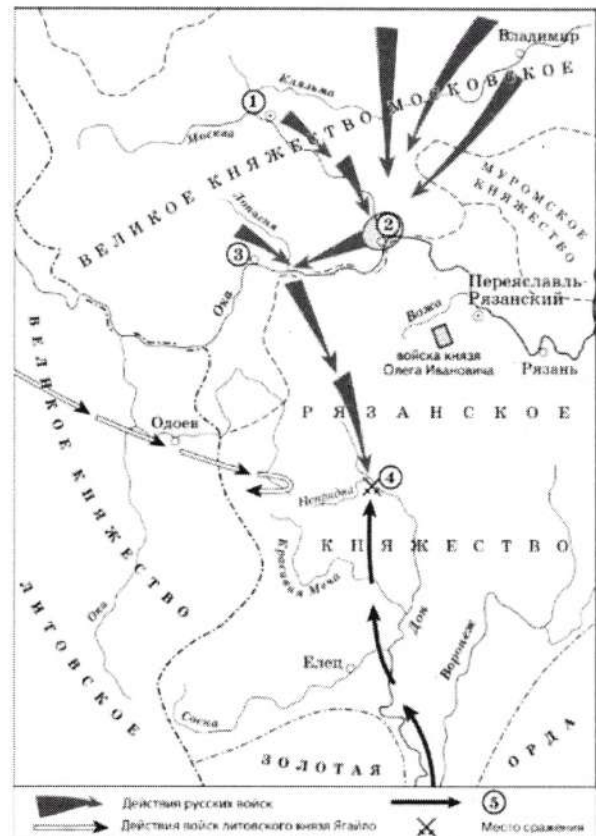 Владимир
Клязьма
1
Москва
ВЕЛИКОЕ КНЯЖЕСТВО МОСКОВСКОЕ
МУРОМСКОЕ
КНЯЖЕСТВО
Лопасня
2
3
Ока
Переяславль-
Рязанский
Вожа
войска князя
Олега Ивановича
Рязань
ВЕЛИКОЕ КНЯЖЕСТВО
ЛИТОВСКОЕ
Одоев
РЯЗАНСКОЕ
4
Непрядва
КНЯЖЕСТВО
Красивая Меча
Ока
Дон
Воронеж
Елец
Сосна
ЗОЛОТАЯ
ОРДА
Действия русских войск
5
Действия войск литовского князя Ягайло
Место сражения